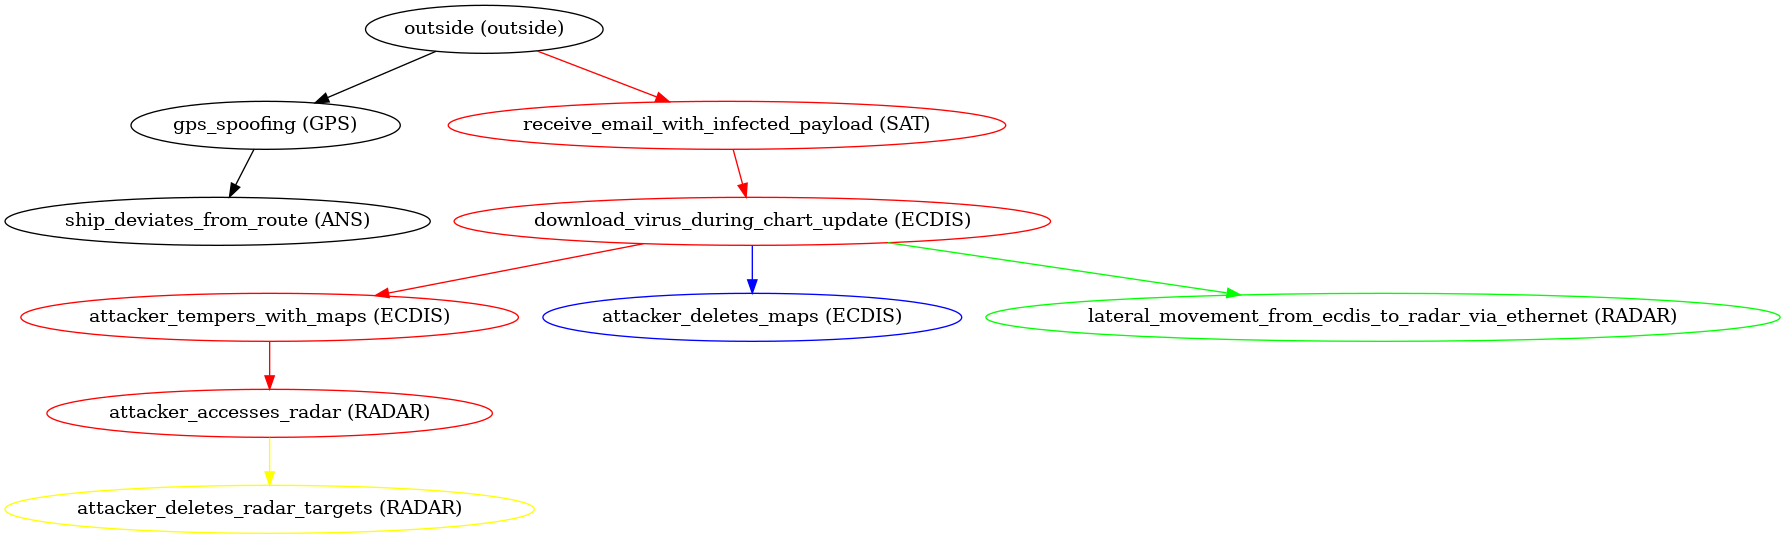 outside (outside)
gps_spoofing (GPS)
receive_email_with_infected_payload (SAT)
ship_deviates_from_route (ANS)
download_virus_during_chart_update (ECDIS)
attacker_tempers_with_maps (ECDIS)
attacker_deletes_maps (ECDIS)
lateral_movement_from_ecdis_to_radar_via_ethernet (RADAR)
attacker_accesses_radar (RADAR)
attacker_deletes_radar_targets (RADAR)